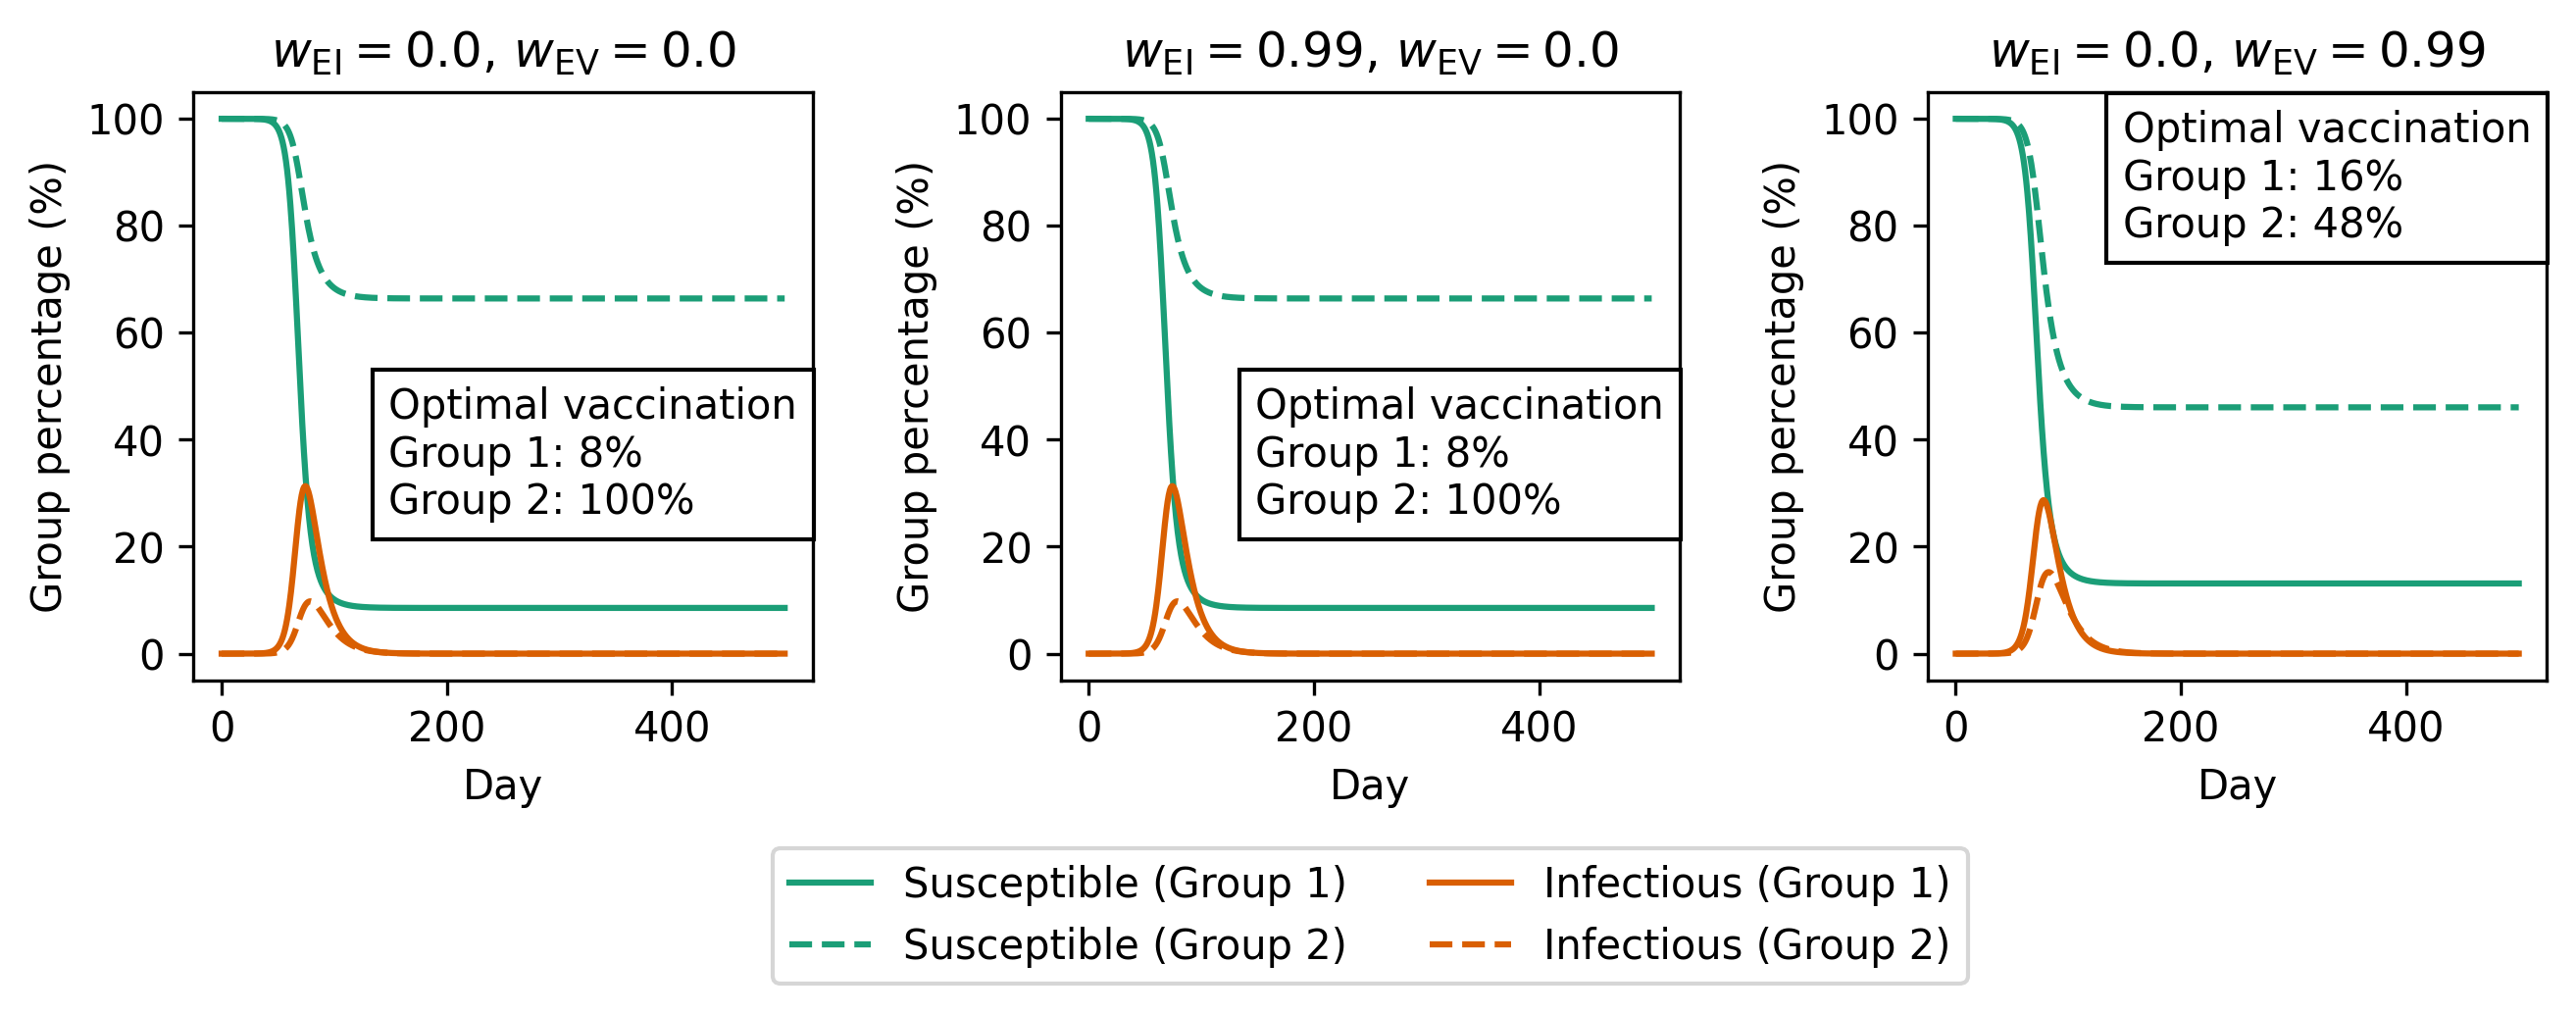 w_EI = 0.0, w_EV = 0.0
Group percentage (%)
100
80
60
40
20
0
Optimal vaccination
Group 1: 8%
Group 2: 100%
0 200 400
Day
w_EI = 0.99, w_EV = 0.0
Group percentage (%)
100
80
60
40
20
0
Optimal vaccination
Group 1: 8%
Group 2: 100%
0 200 400
Day
w_EI = 0.0, w_EV = 0.99
Group percentage (%)
100
80
60
40
20
0
Optimal vaccination
Group 1: 16%
Group 2: 48%
0 200 400
Day
Susceptible (Group 1)
Susceptible (Group 2)
Infectious (Group 1)
Infectious (Group 2)